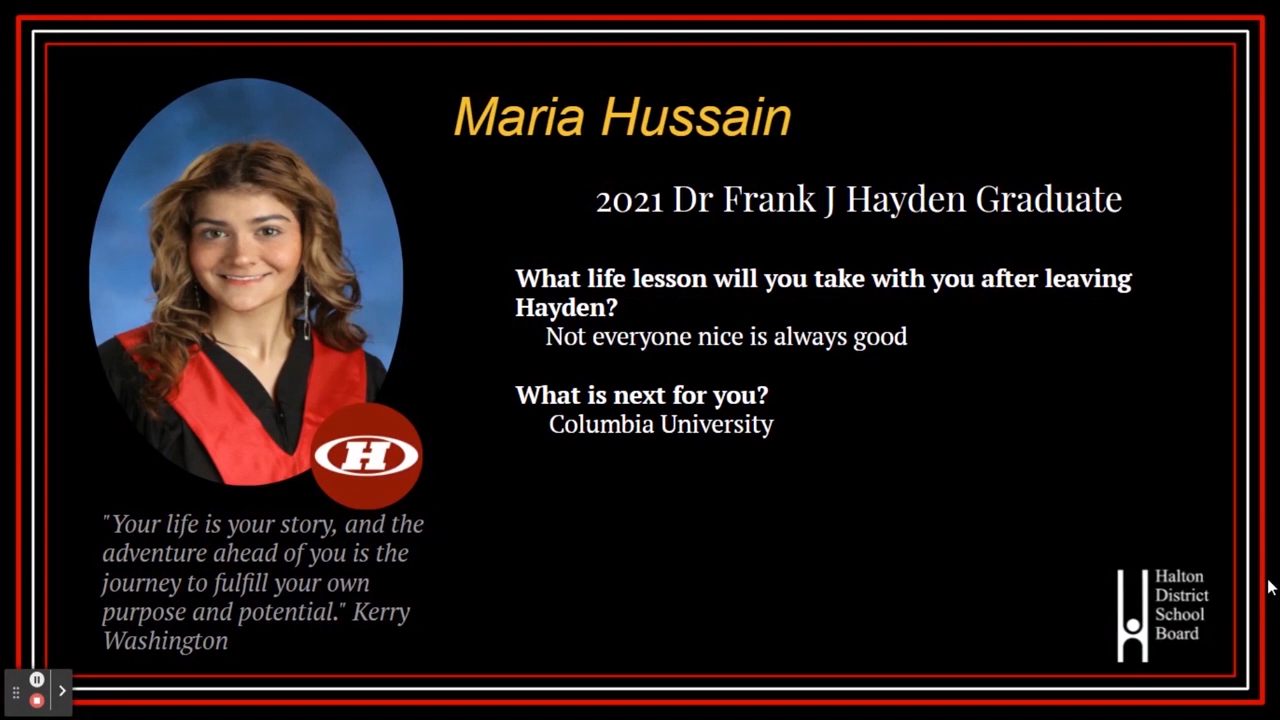 Maria Hussain
2021 Dr Frank J Hayden Graduate
What life lesson will you take with you after leaving
Hayden?
Not everyone nice is always good
What is next for you?
Columbia University
H
"Your life is your story, and the
adventure ahead of you is the
journey to fulfill your own
purpose and potential." Kerry
Washington
Halton
District
School
Board